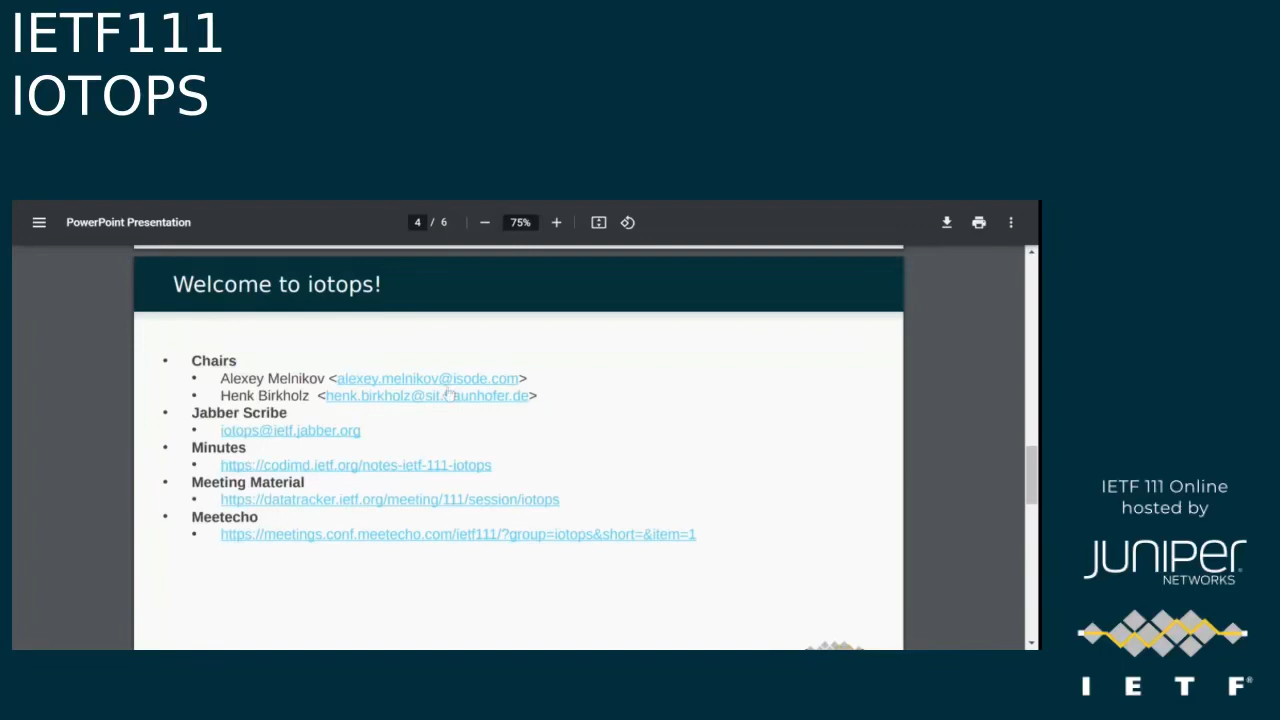 IETF111
IOTOPS
PowerPoint Presentation
4 / 6
75%
Welcome to iotops!
• Chairs
• Alexey Melnikov <alexey.melnikov@isode.com>
• Henk Birkholz <henk.birkholz@sit.fraunhofer.de>
• Jabber Scribe
• iotops@ietf.jabber.org
• Minutes
• https://codimd.ietf.org/notes-ietf-111-iotops
• Meeting Material
• https://datatracker.ietf.org/meeting/111/session/iotops
• Meetecho
• https://meetings.conf.meetecho.com/ietf111/?group=iotops&short=&item=1
IETF 111 Online
hosted by
JUNIPER
NETWORKS
I E T F®